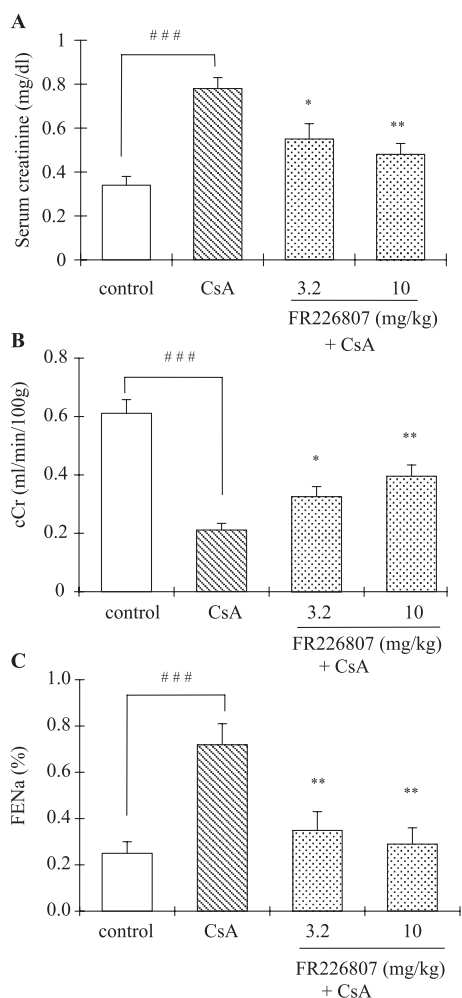 A
Serum creatinine (mg/dl)
1
0.8
0.6
0.4
0.2
0
# # #
*
**
control
CsA
3.2
10
FR226807 (mg/kg)
+ CsA
B
cCr (ml/min/100g)
0.8
0.6
0.4
0.2
0
# # #
*
**
control
CsA
3.2
10
FR226807 (mg/kg)
+ CsA
C
FENa (%)
1.0
0.8
0.6
0.4
0.2
0.0
# # #
**
**
control
CsA
3.2
10
FR226807 (mg/kg)
+ CsA